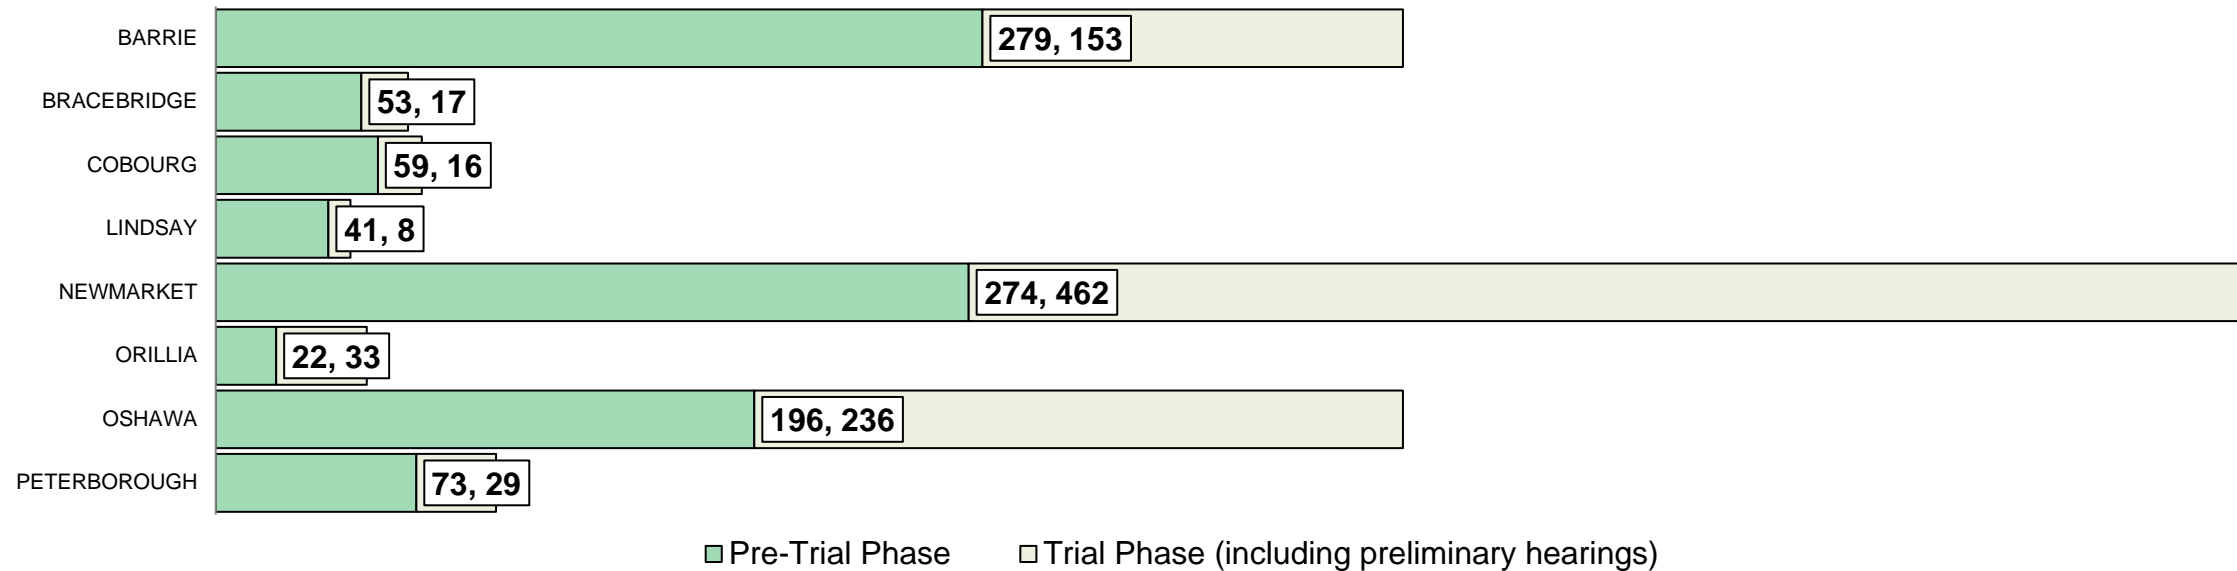 BARRIE 279, 153
BRACEBRIDGE 53, 17
COBOURG 59, 16
LINDSAY 41, 8
NEWMARKET 274, 462
ORILLIA 22, 33
OSHAWA 196, 236
PETERBOROUGH 73, 29
Pre-Trial Phase Trial Phase (including preliminary hearings)